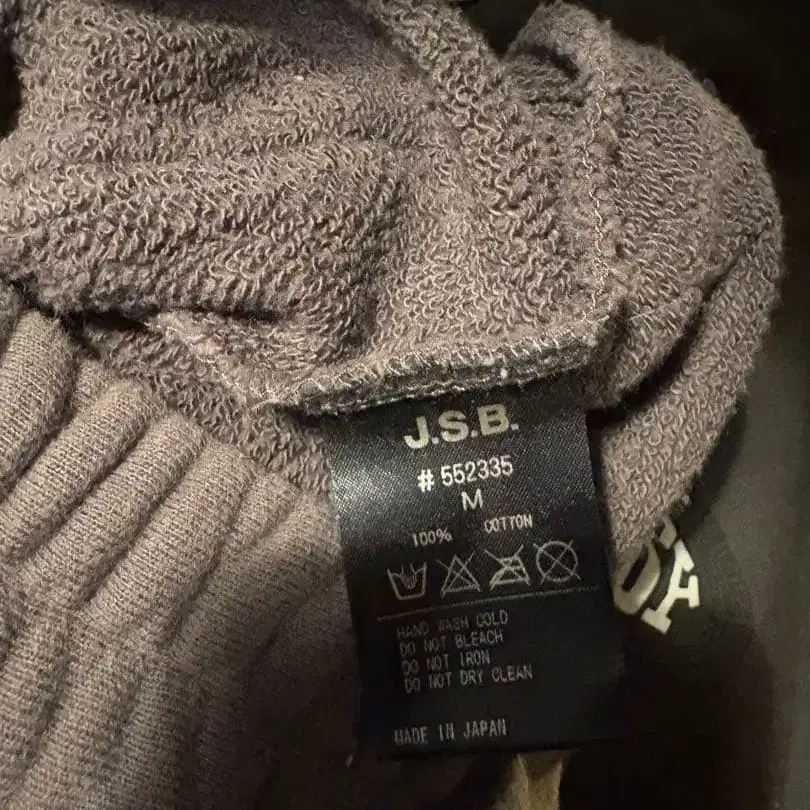 J.S.B.
# 552335
M
100% COTTON
HAND WASH COLD
DO NOT BLEACH
DO NOT IRON
DO NOT DRY CLEAN
MADE IN JAPAN